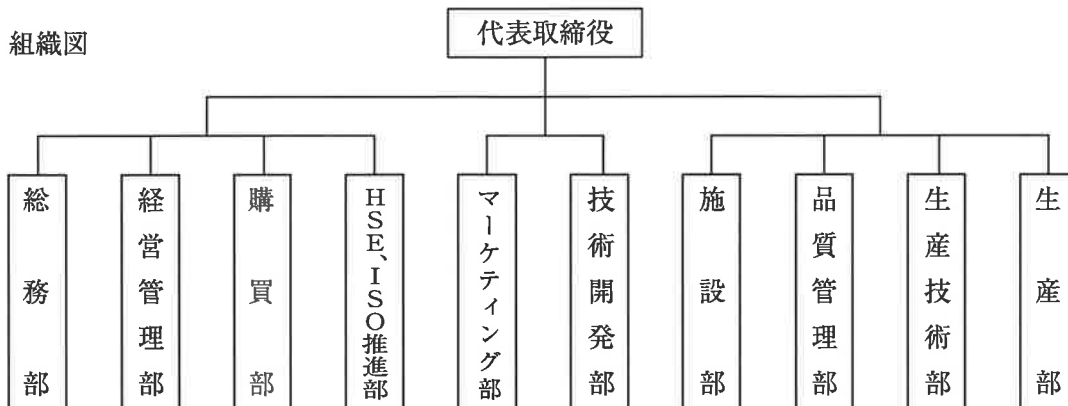 組織図
代表取締役
総務部
経営管理部
購買部
HSE、ISO推進部
マーケティング部
技術開発部
施設部
品質管理部
生産技術部
生産部